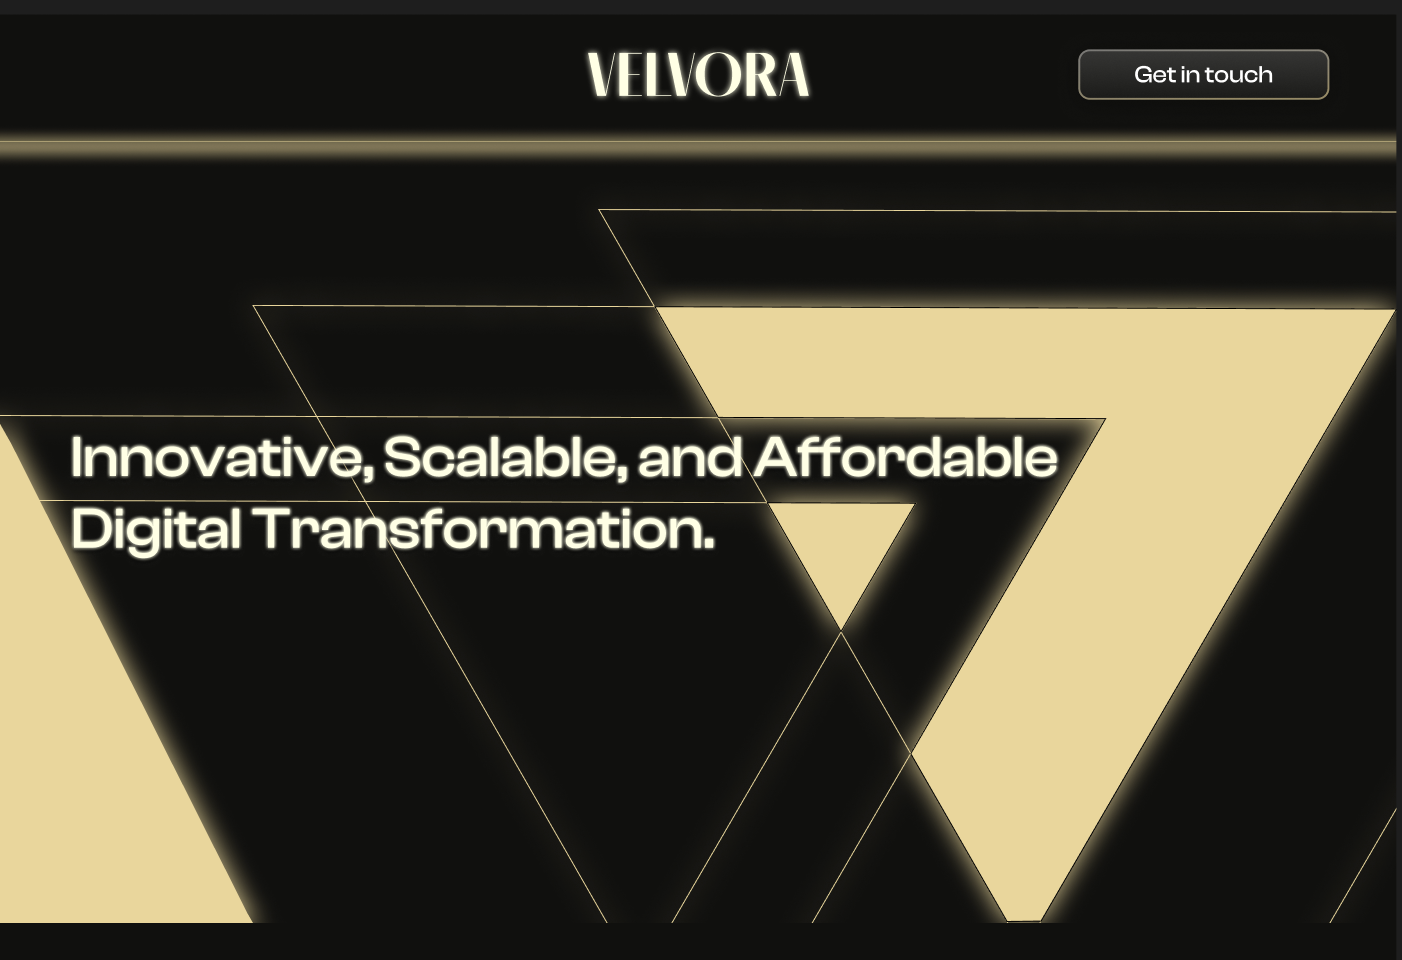 VELVORA
Get in touch
Innovative, Scalable, and Affordable
Digital Transformation.